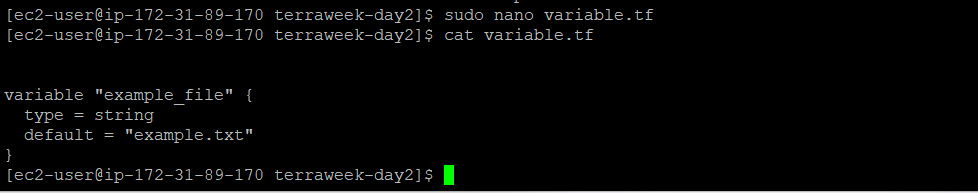 [ec2-user@ip-172-31-89-170 terraweek-day2]$ sudo nano variable.tf
[ec2-user@ip-172-31-89-170 terraweek-day2]$ cat variable.tf
variable "example_file" {
  type = string
  default = "example.txt"
}
[ec2-user@ip-172-31-89-170 terraweek-day2]$